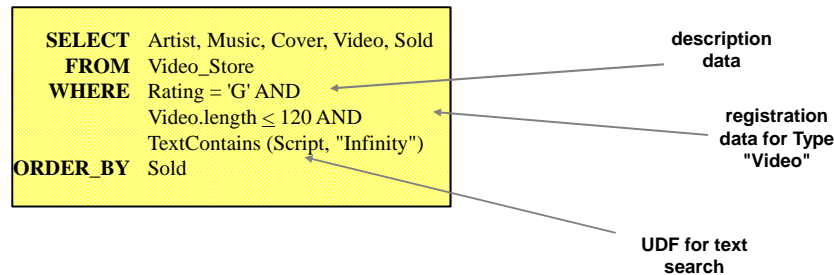 SELECT Artist, Music, Cover, Video, Sold
FROM Video_Store
WHERE Rating = 'G' AND
Video.length ≤ 120 AND
TextContains (Script, "Infinity")
ORDER_BY Sold
description
data
registration
data for Type
"Video"
UDF for text
search